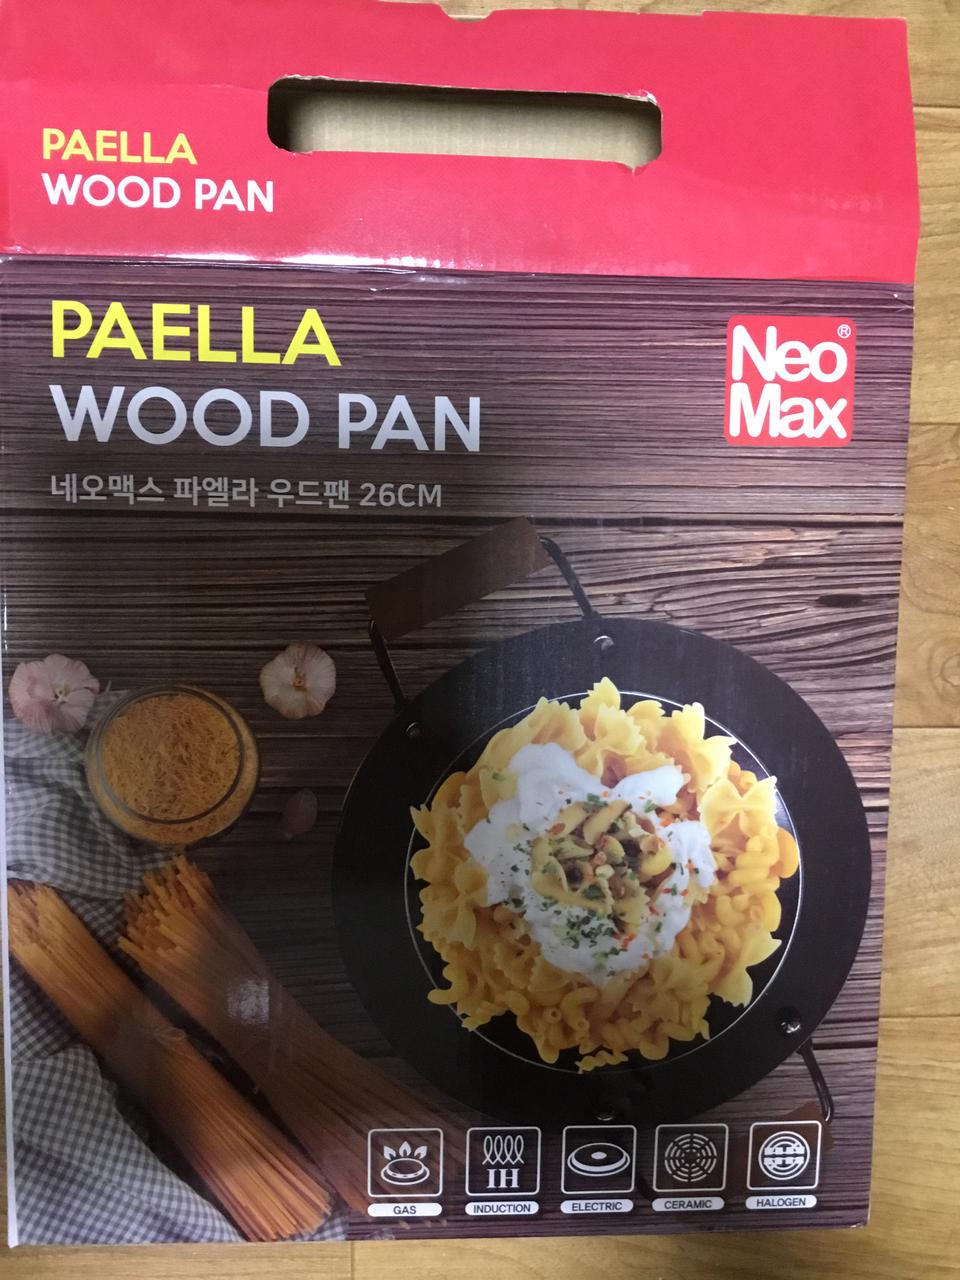 PAELLA
WOOD PAN
PAELLA
WOOD PAN
네오맥스 파엘라 우드팬 26CM
Neo ®
Max
IH
GAS
INDUCTION
ELECTRIC
CERAMIC
HALOGEN